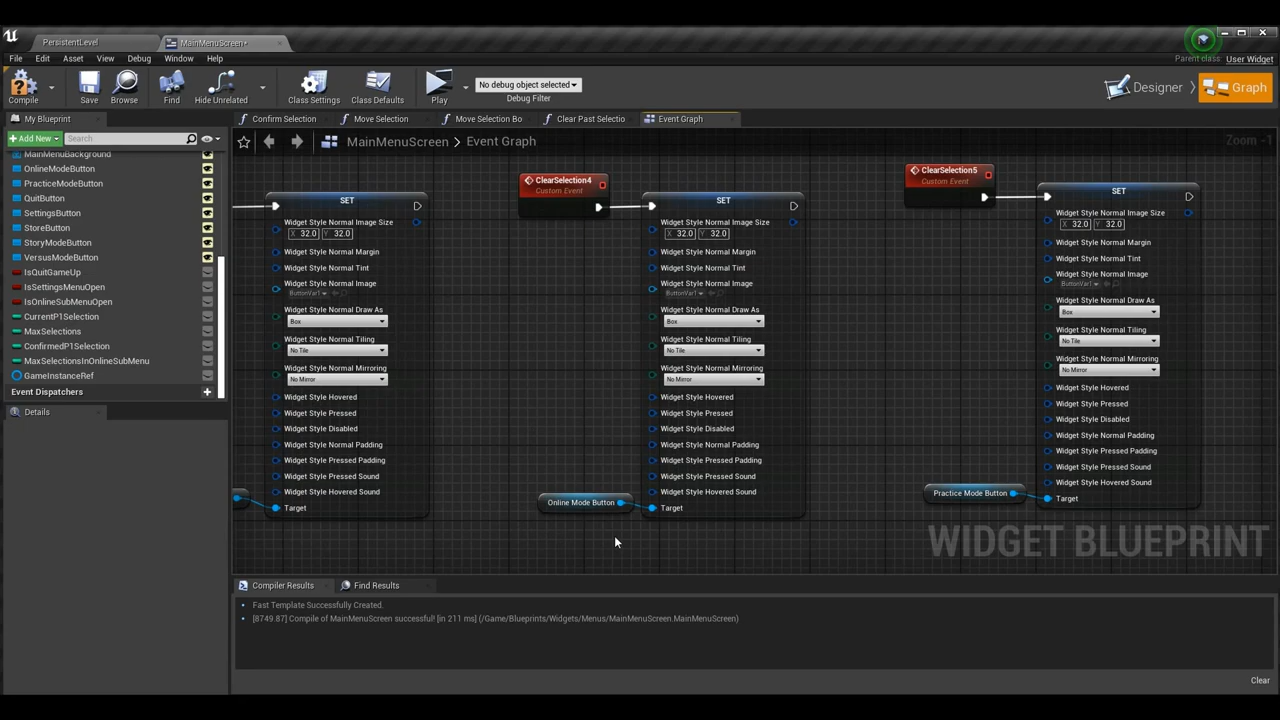 PersistentLevel
MainMenuScreen*
File Edit Asset View Debug Window Help
Parent class: User Widget
Compile
Save
Browse
Find
Hide Unrelated
Class Settings
Class Defaults
Play
No debug object selected
Debug Filter
Designer
Graph
My Blueprint
Add New
Search
MainMenuBackground
OnlineModeButton
PracticeModeButton
QuitButton
SettingsButton
StoreButton
StoryModeButton
VersusModeButton
IsQuitGameUp
IsSettingsMenuOpen
IsOnlineSubMenuOpen
CurrentP1Selection
MaxSelections
ConfirmedP1Selection
MaxSelectionsInOnlineSubMenu
GameInstanceRef
Event Dispatchers
Details
Confirm Selection
Move Selection
Move Selection Bo
Clear Past Selectio
Event Graph
MainMenuScreen > Event Graph
Zoom -1
SET
Widget Style Normal Image Size
X 32.0 Y 32.0
Widget Style Normal Margin
Widget Style Normal Tint
Widget Style Normal Image
ButtonVar1
Widget Style Normal Draw As
Box
Widget Style Normal Tiling
No Tile
Widget Style Normal Mirroring
No Mirror
Widget Style Hovered
Widget Style Pressed
Widget Style Disabled
Widget Style Normal Padding
Widget Style Pressed Padding
Widget Style Pressed Sound
Widget Style Hovered Sound
Target
ClearSelection4
Custom Event
SET
Widget Style Normal Image Size
X 32.0 Y 32.0
Widget Style Normal Margin
Widget Style Normal Tint
Widget Style Normal Image
ButtonVar1
Widget Style Normal Draw As
Box
Widget Style Normal Tiling
No Tile
Widget Style Normal Mirroring
No Mirror
Widget Style Hovered
Widget Style Pressed
Widget Style Disabled
Widget Style Normal Padding
Widget Style Pressed Padding
Widget Style Pressed Sound
Widget Style Hovered Sound
Online Mode Button
Target
ClearSelection5
Custom Event
SET
Widget Style Normal Image Size
X 32.0 Y 32.0
Widget Style Normal Margin
Widget Style Normal Tint
Widget Style Normal Image
ButtonVar1
Widget Style Normal Draw As
Box
Widget Style Normal Tiling
No Tile
Widget Style Normal Mirroring
No Mirror
Widget Style Hovered
Widget Style Pressed
Widget Style Disabled
Widget Style Normal Padding
Widget Style Pressed Padding
Widget Style Pressed Sound
Widget Style Hovered Sound
Practice Mode Button
Target
WIDGET BLUEPRINT
Compiler Results
Find Results
Fast Template Successfully Created.
[8749.87] Compile of MainMenuScreen successful! [in 211 ms] (/Game/Blueprints/Widgets/Menus/MainMenuScreen.MainMenuScreen)
Clear